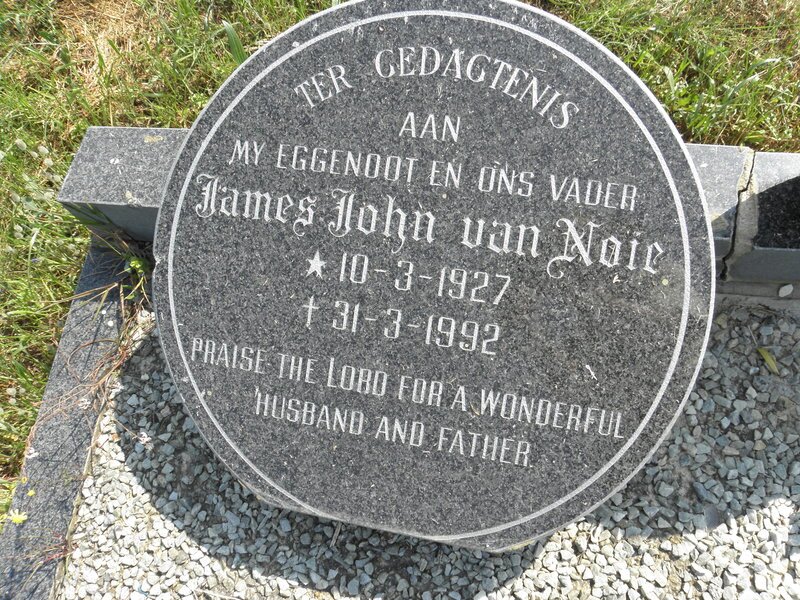 TER GEDAGTENIS
AAN
MY EGGENOOT EN ONS VADER
James John van Noie
★ 10-3-1927
† 31-3-1992
PRAISE THE LORD FOR A WONDERFUL
HUSBAND AND FATHER